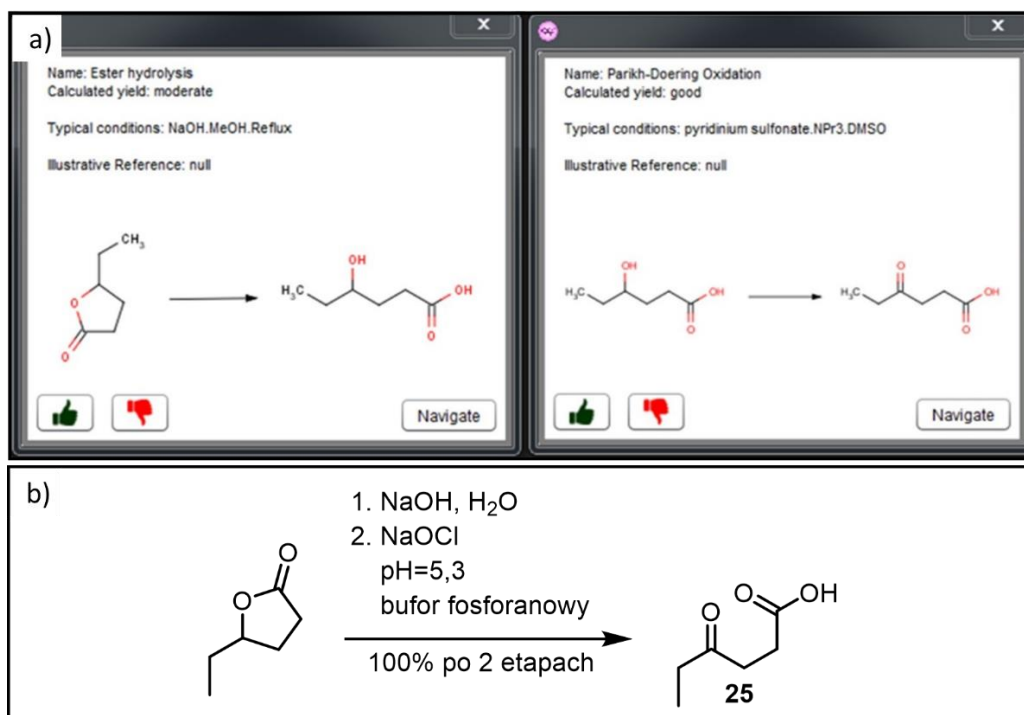 a)
X
Name: Ester hydrolysis
Calculated yield: moderate
Typical conditions: NaOH.MeOH.Reflux
Illustrative Reference: null
CH3
O
O
OH
H3C
OH
O
Navigate
X
Name: Parikh-Doering Oxidation
Calculated yield: good
Typical conditions: pyridinium sulfonate.NPr3.DMSO
Illustrative Reference: null
OH
H3C
OH
O
O
H3C
OH
O
Navigate
b)
1. NaOH, H2O
2. NaOCl
pH=5,3
bufor fosforanowy
100% po 2 etapach
O
O
O
O
OH
25